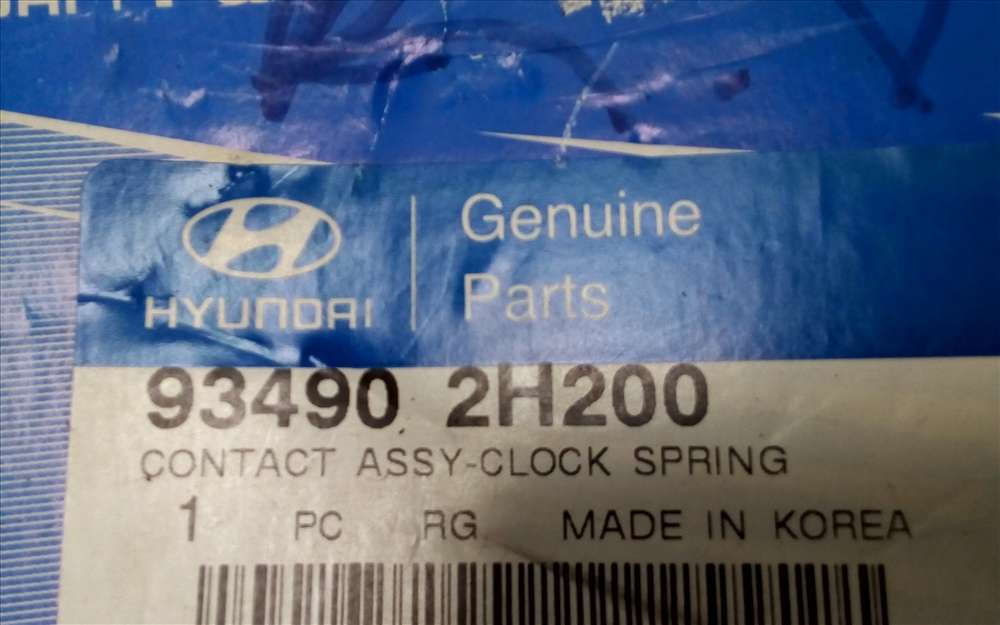 HYUNDAI
Genuine
Parts
93490 2H200
CONTACT ASSY-CLOCK SPRING
1 PC RG MADE IN KOREA